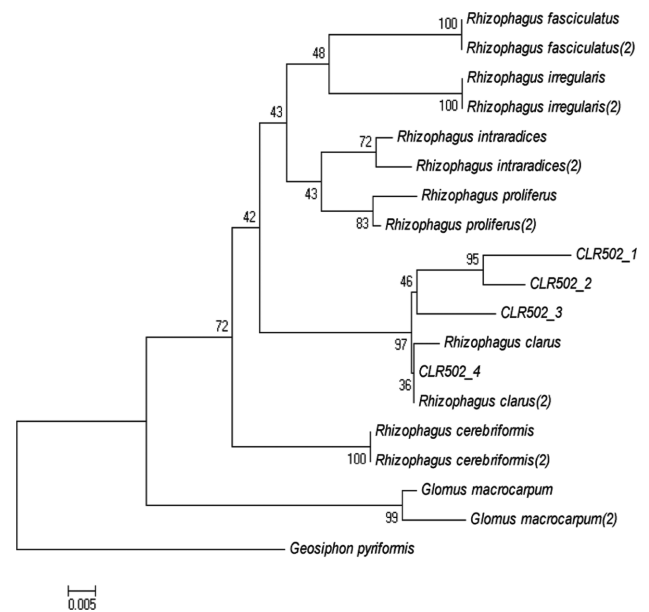 Rhizophagus fasciculatus
100
Rhizophagus fasciculatus(2)
48
Rhizophagus irregularis
100
Rhizophagus irregularis(2)
43
Rhizophagus intraradices
72
Rhizophagus intraradices(2)
43
Rhizophagus proliferus
83
Rhizophagus proliferus(2)
42
CLR502_1
95
CLR502_2
46
CLR502_3
72
97
Rhizophagus clarus
CLR502_4
36
Rhizophagus clarus(2)
Rhizophagus cerebriformis
100
Rhizophagus cerebriformis(2)
Glomus macrocarpum
99
Glomus macrocarpum(2)
Geosiphon pyriformis
0.005